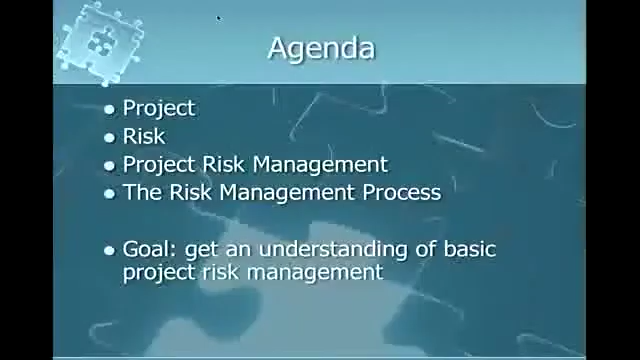 Agenda
Project
Risk
Project Risk Management
The Risk Management Process
Goal: get an understanding of basic
project risk management